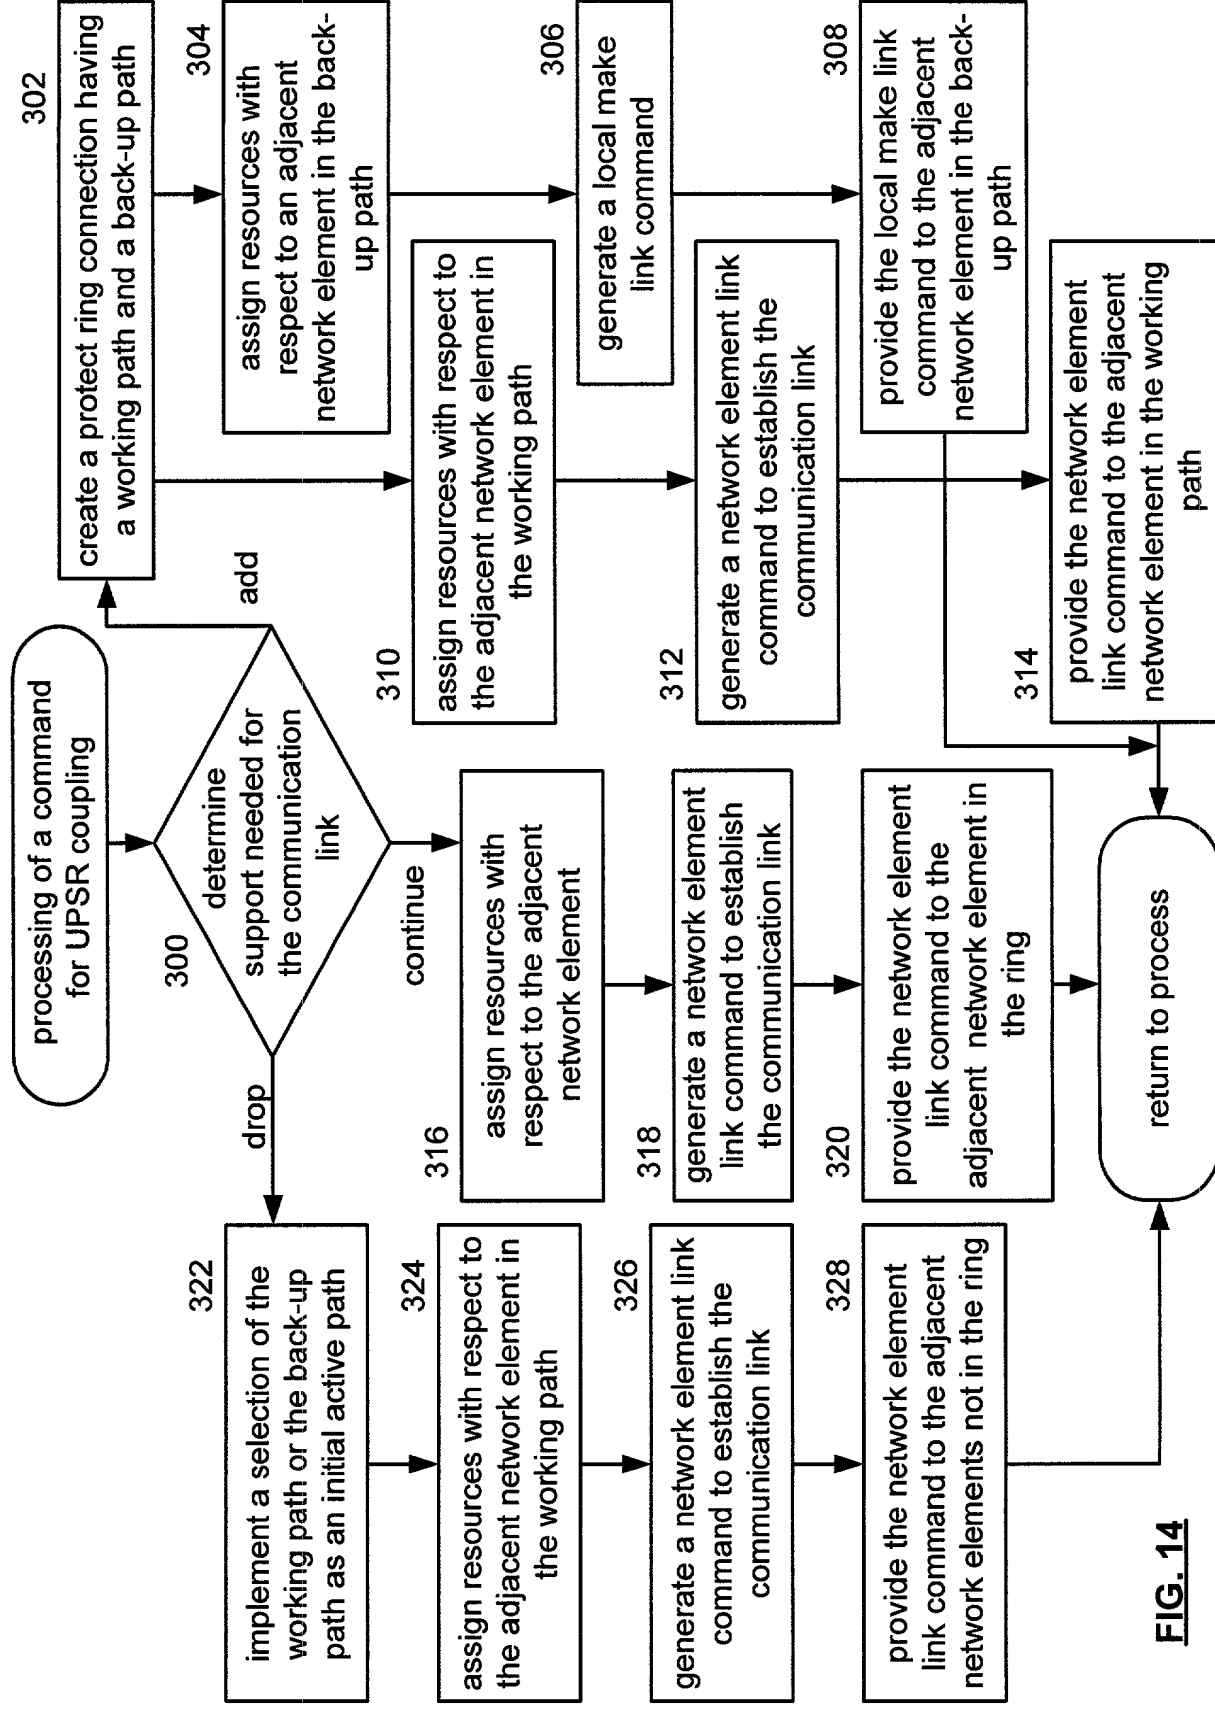 processing of a command
for UPSR coupling
300
determine
support needed for
the communication
link
drop
continue
add
322
implement a selection of the
working path or the back-up
path as an initial active path
324
assign resources with respect to
the adjacent network element in
the working path
326
generate a network element link
command to establish the
communication link
328
provide the network element
link command to the adjacent
network elements not in the ring
316
assign resources with
respect to the adjacent
network element
318
generate a network element
link command to establish
the communication link
320
provide the network element
link command to the
adjacent network element in
the ring
302
create a protect ring connection having
a working path and a back-up path
310
assign resources with respect to
the adjacent network element in
the working path
312
generate a network element link
command to establish the
communication link
314
provide the network element
link command to the adjacent
network element in the working
path
304
assign resources with
respect to an adjacent
network element in the back-
up path
306
generate a local make
link command
308
provide the local make link
command to the adjacent
network element in the back-
up path
return to process
FIG. 14